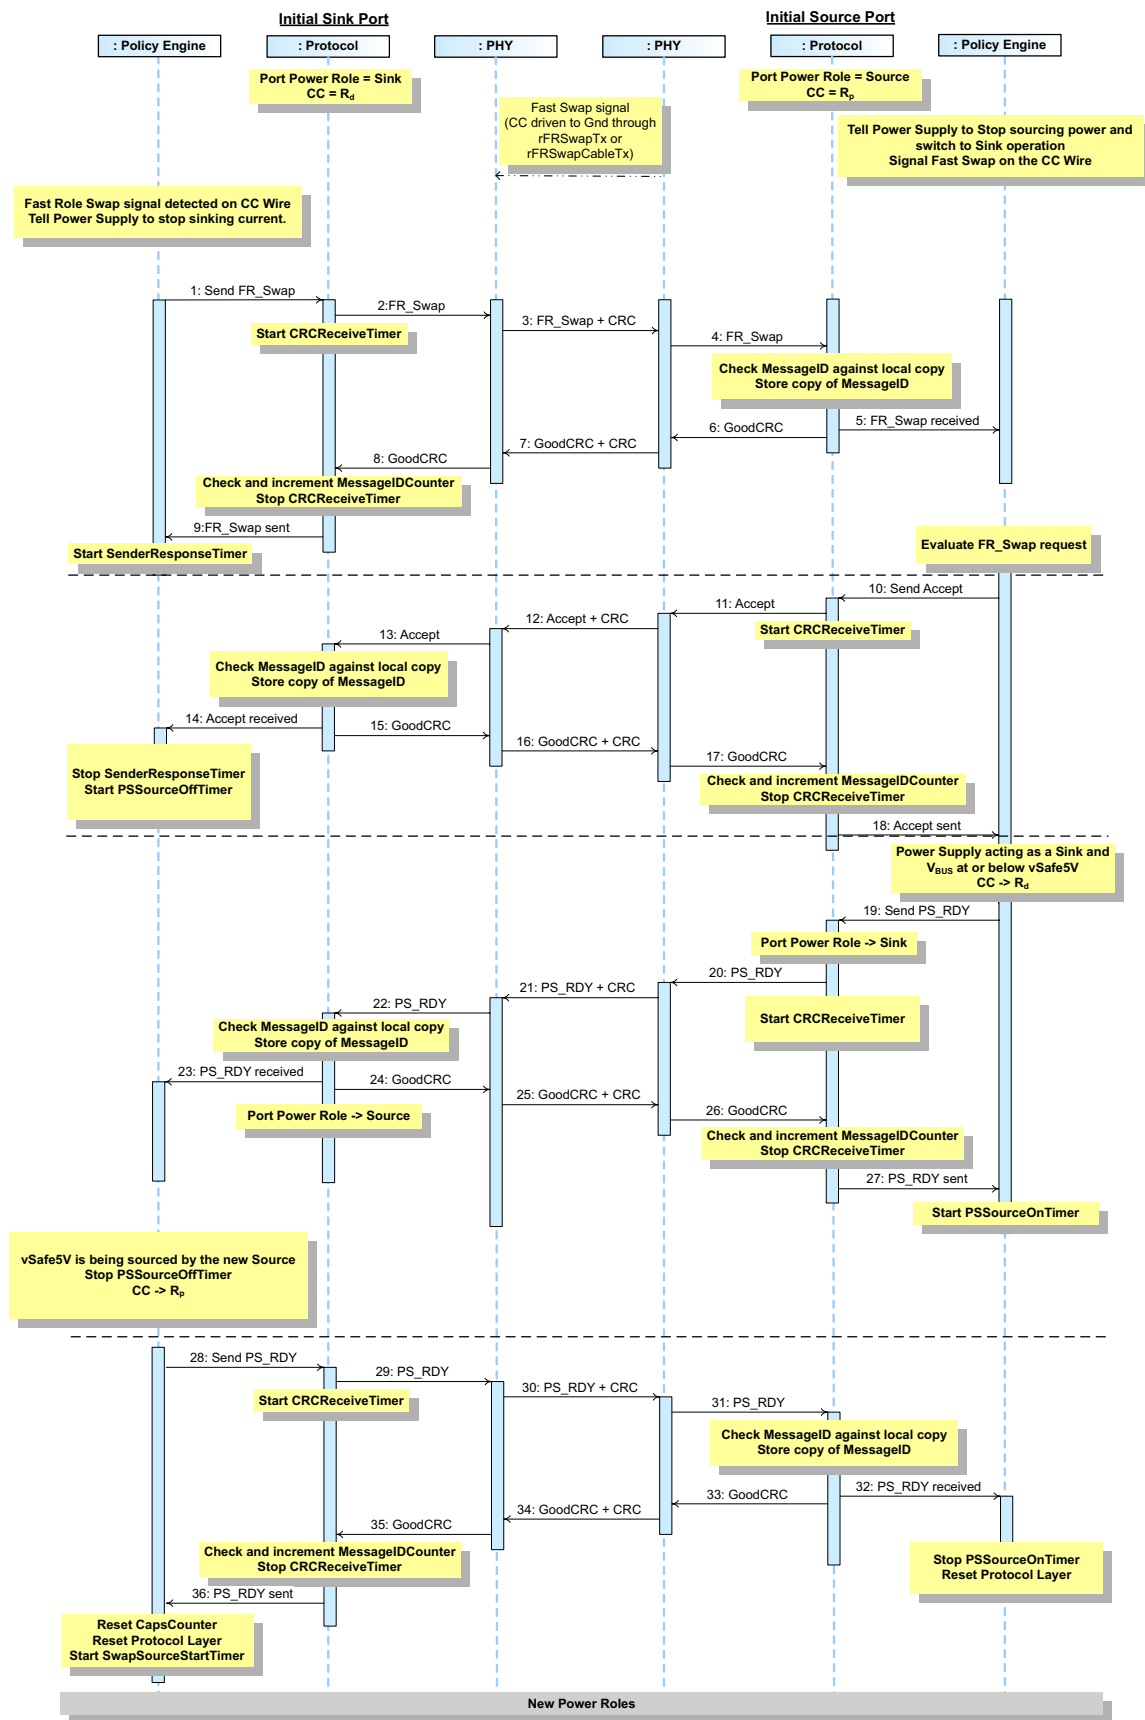 Initial Sink Port
Initial Source Port
: Policy Engine
: Protocol
: PHY
: PHY
: Protocol
: Policy Engine
Port Power Role = Sink
CC = Rd
Port Power Role = Source
CC = Rp
Fast Swap signal
(CC driven to Gnd through
rFRSwapTx or
rFRSwapCableTx)
Tell Power Supply to Stop sourcing power and
switch to Sink operation
Signal Fast Swap on the CC Wire
Fast Role Swap signal detected on CC Wire
Tell Power Supply to stop sinking current.
1: Send FR_Swap
2:FR_Swap
Start CRCReceiveTimer
3: FR_Swap + CRC
4: FR_Swap
Check MessageID against local copy
Store copy of MessageID
5: FR_Swap received
6: GoodCRC
7: GoodCRC + CRC
8: GoodCRC
Check and increment MessageIDCounter
Stop CRCReceiveTimer
9:FR_Swap sent
Start SenderResponseTimer
Evaluate FR_Swap request
10: Send Accept
11: Accept
Start CRCReceiveTimer
12: Accept + CRC
13: Accept
Check MessageID against local copy
Store copy of MessageID
14: Accept received
15: GoodCRC
16: GoodCRC + CRC
17: GoodCRC
Stop SenderResponseTimer
Start PSSourceOffTimer
Check and increment MessageIDCounter
Stop CRCReceiveTimer
18: Accept sent
Power Supply acting as a Sink and
VBUS at or below vSafe5V
CC -> Rd
19: Send PS_RDY
Port Power Role -> Sink
20: PS_RDY
21: PS_RDY + CRC
22: PS_RDY
Start CRCReceiveTimer
Check MessageID against local copy
Store copy of MessageID
23: PS_RDY received
24: GoodCRC
25: GoodCRC + CRC
26: GoodCRC
Port Power Role -> Source
Check and increment MessageIDCounter
Stop CRCReceiveTimer
27: PS_RDY sent
Start PSSourceOnTimer
vSafe5V is being sourced by the new Source
Stop PSSourceOffTimer
CC -> Rp
28: Send PS_RDY
29: PS_RDY
Start CRCReceiveTimer
30: PS_RDY + CRC
31: PS_RDY
Check MessageID against local copy
Store copy of MessageID
32: PS_RDY received
33: GoodCRC
34: GoodCRC + CRC
35: GoodCRC
Check and increment MessageIDCounter
Stop CRCReceiveTimer
Stop PSSourceOnTimer
Reset Protocol Layer
36: PS_RDY sent
Reset CapsCounter
Reset Protocol Layer
Start SwapSourceStartTimer
New Power Roles